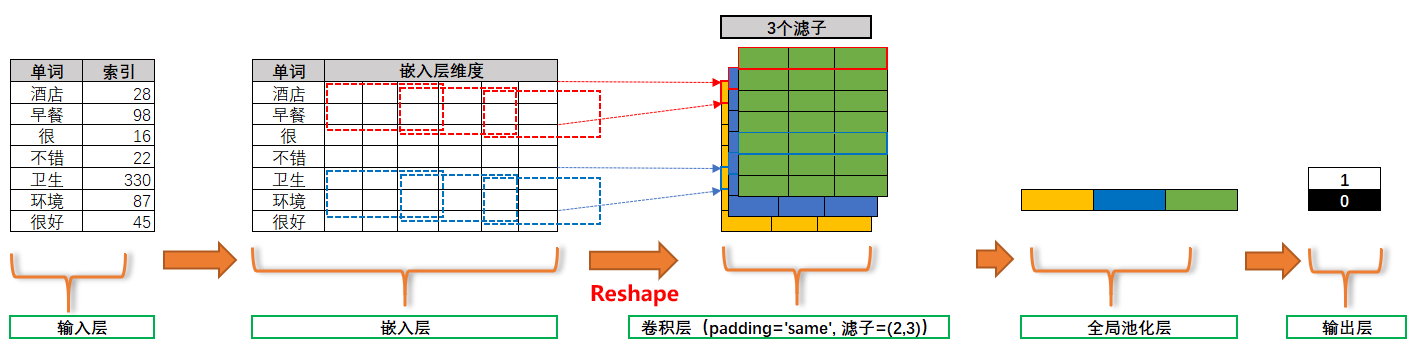 3个滤子
单词 索引
酒店 28
早餐 98
很 16
不错 22
卫生 330
环境 87
很好 45
单词 嵌入层维度
酒店
早餐
很
不错
卫生
环境
很好
1
0
Reshape
输入层
嵌入层
卷积层（padding='same', 滤子=(2,3)）
全局池化层
输出层